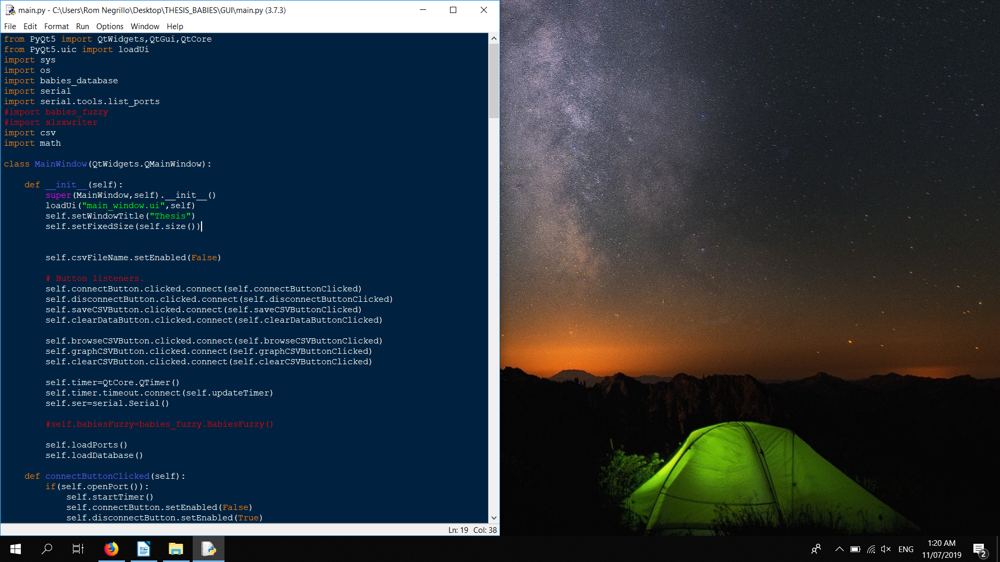 main.py - C:\Users\Rom Negrillo\Desktop\THESIS_BABIES\GUI\main.py (3.7.3)
File Edit Format Run Options Window Help
from PyQt5 import QtWidgets,QtGui,QtCore
from PyQt5.uic import loadUi
import sys
import os
import babies_database
import serial
import serial.tools.list_ports
#import babies_fuzzy
#import xlsxwriter
import csv
import math
class MainWindow(QtWidgets.QMainWindow):
def __init__(self):
super(MainWindow,self).__init__()
loadUi("main_window.ui",self)
self.setWindowTitle("Thesis")
self.setFixedSize(self.size())
self.csvFileName.setEnabled(False)
# Button listeners.
self.connectButton.clicked.connect(self.connectButtonClicked)
self.disconnectButton.clicked.connect(self.disconnectButtonClicked)
self.saveCSVButton.clicked.connect(self.saveCSVButtonClicked)
self.clearDataButton.clicked.connect(self.clearDataButtonClicked)
self.browseCSVButton.clicked.connect(self.browseCSVButtonClicked)
self.graphCSVButton.clicked.connect(self.graphCSVButtonClicked)
self.clearCSVButton.clicked.connect(self.clearCSVButtonClicked)
self.timer=QtCore.QTimer()
self.timer.timeout.connect(self.updateTimer)
self.ser=serial.Serial()
#self.babiesFuzzy=babies_fuzzy.BabiesFuzzy()
self.loadPorts()
self.loadDatabase()
def connectButtonClicked(self):
if(self.openPort()):
self.startTimer()
self.connectButton.setEnabled(False)
self.disconnectButton.setEnabled(True)
Ln: 19 Col: 38
ENG
1:20 AM
11/07/2019
2